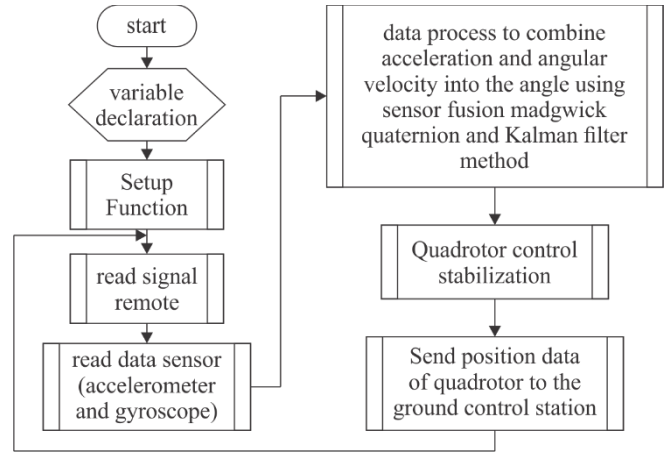 start
variable
declaration
Setup
Function
read signal
remote
read data sensor
(accelerometer
and gyroscope)
data process to combine
acceleration and angular
velocity into the angle using
sensor fusion madgwick
quaternion and Kalman filter
method
Quadrotor control
stabilization
Send position data
of quadrotor to the
ground control station